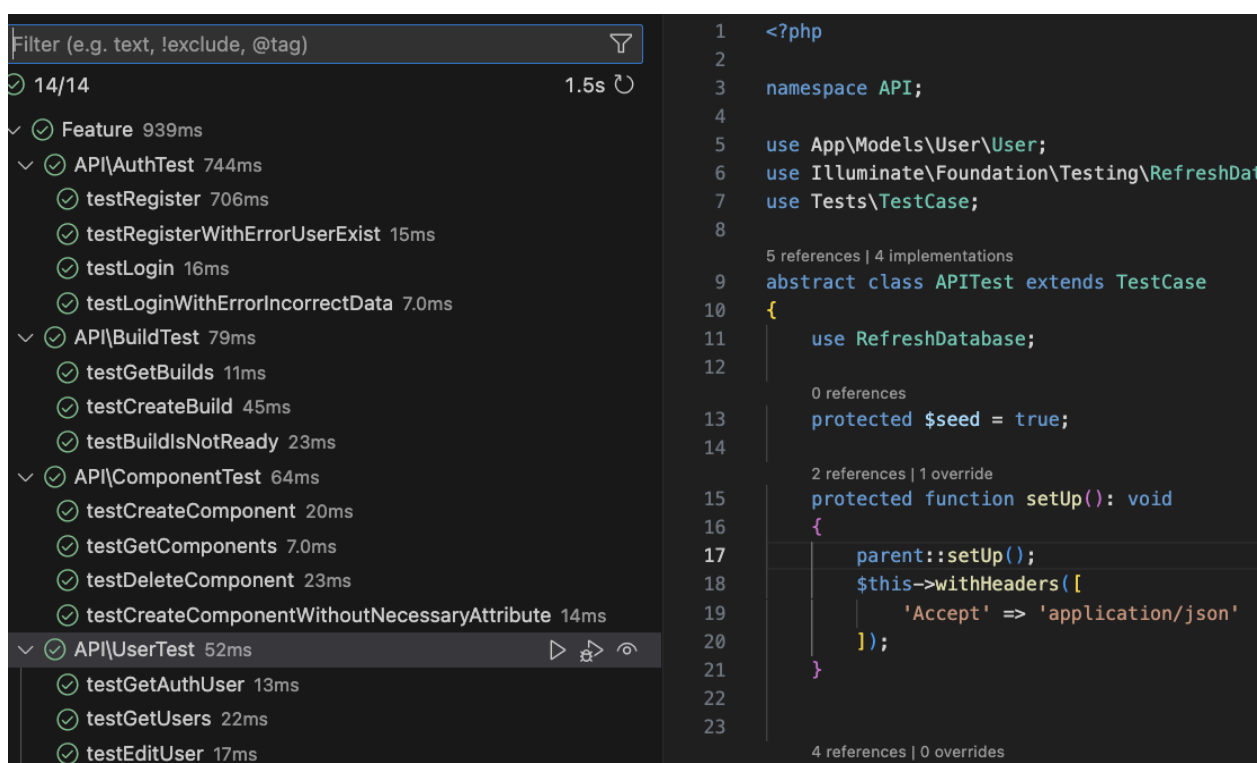 Filter (e.g. text, !exclude, @tag)
14/14 1.5s
Feature 939ms
API\AuthTest 744ms
testRegister 706ms
testRegisterWithErrorUserExist 15ms
testLogin 16ms
testLoginWithErrorIncorrectData 7.0ms
API\BuildTest 79ms
testGetBuilds 11ms
testCreateBuild 45ms
testBuildIsNotReady 23ms
API\ComponentTest 64ms
testCreateComponent 20ms
testGetComponents 7.0ms
testDeleteComponent 23ms
testCreateComponentWithoutNecessaryAttribute 14ms
API\UserTest 52ms
testGetAuthUser 13ms
testGetUsers 22ms
testEditUser 17ms
1 <?php
2
3 namespace API;
4
5 use App\Models\User\User;
6 use Illuminate\Foundation\Testing\RefreshDat
7 use Tests\TestCase;
8
5 references | 4 implementations
9 abstract class APITest extends TestCase
10 {
11 use RefreshDatabase;
12
0 references
13 protected $seed = true;
14
2 references | 1 override
15 protected function setUp(): void
16 {
17 parent::setUp();
18 $this->withHeaders([
19 'Accept' => 'application/json'
20 ]);
21 }
22
23
4 references | 0 overrides